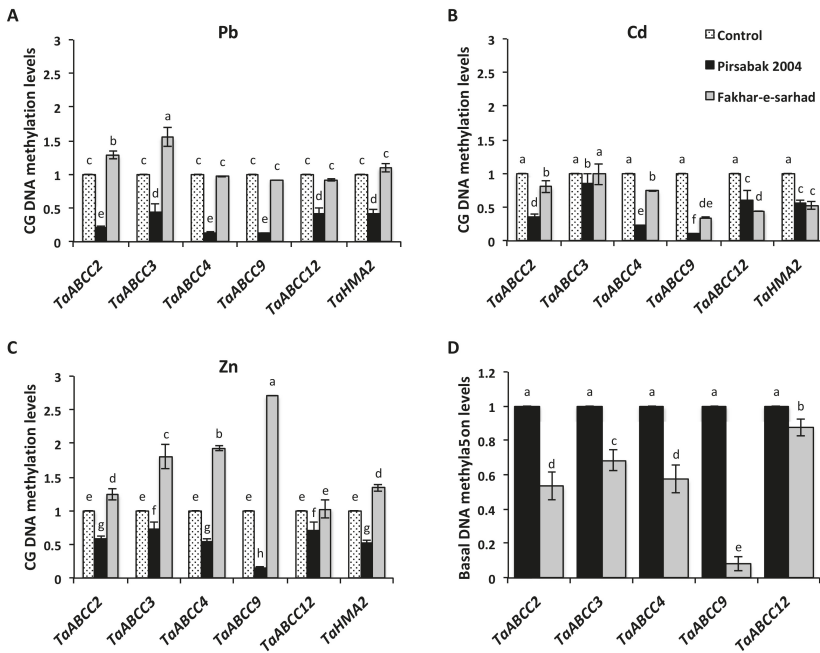 A
Pb
CG DNA methylation levels
3
2.5
2
1.5
1
0.5
0
c e b
c d a
c e c
c e c
c d c
c d c
TaABCC2 TaABCC3 TaABCC4 TaABCC9 TaABCC12 TaHMA2
B
Cd
Control
Pirsabak 2004
Fakhar-e-sarhad
CG DNA methylation levels
3
2.5
2
1.5
1
0.5
0
a d b
a b a
a e b
a f de
a c d
a c c
TaABCC2 TaABCC3 TaABCC4 TaABCC9 TaABCC12 TaHMA2
C
Zn
CG DNA methylation levels
3
2.5
2
1.5
1
0.5
0
e g d
e f c
e g b
e h a
e f e
e g d
TaABCC2 TaABCC3 TaABCC4 TaABCC9 TaABCC12 TaHMA2
D
Basal DNA methyla5on levels
1.2
1
0.8
0.6
0.4
0.2
0
a d
a c
a d
a e
a b
TaABCC2 TaABCC3 TaABCC4 TaABCC9 TaABCC12